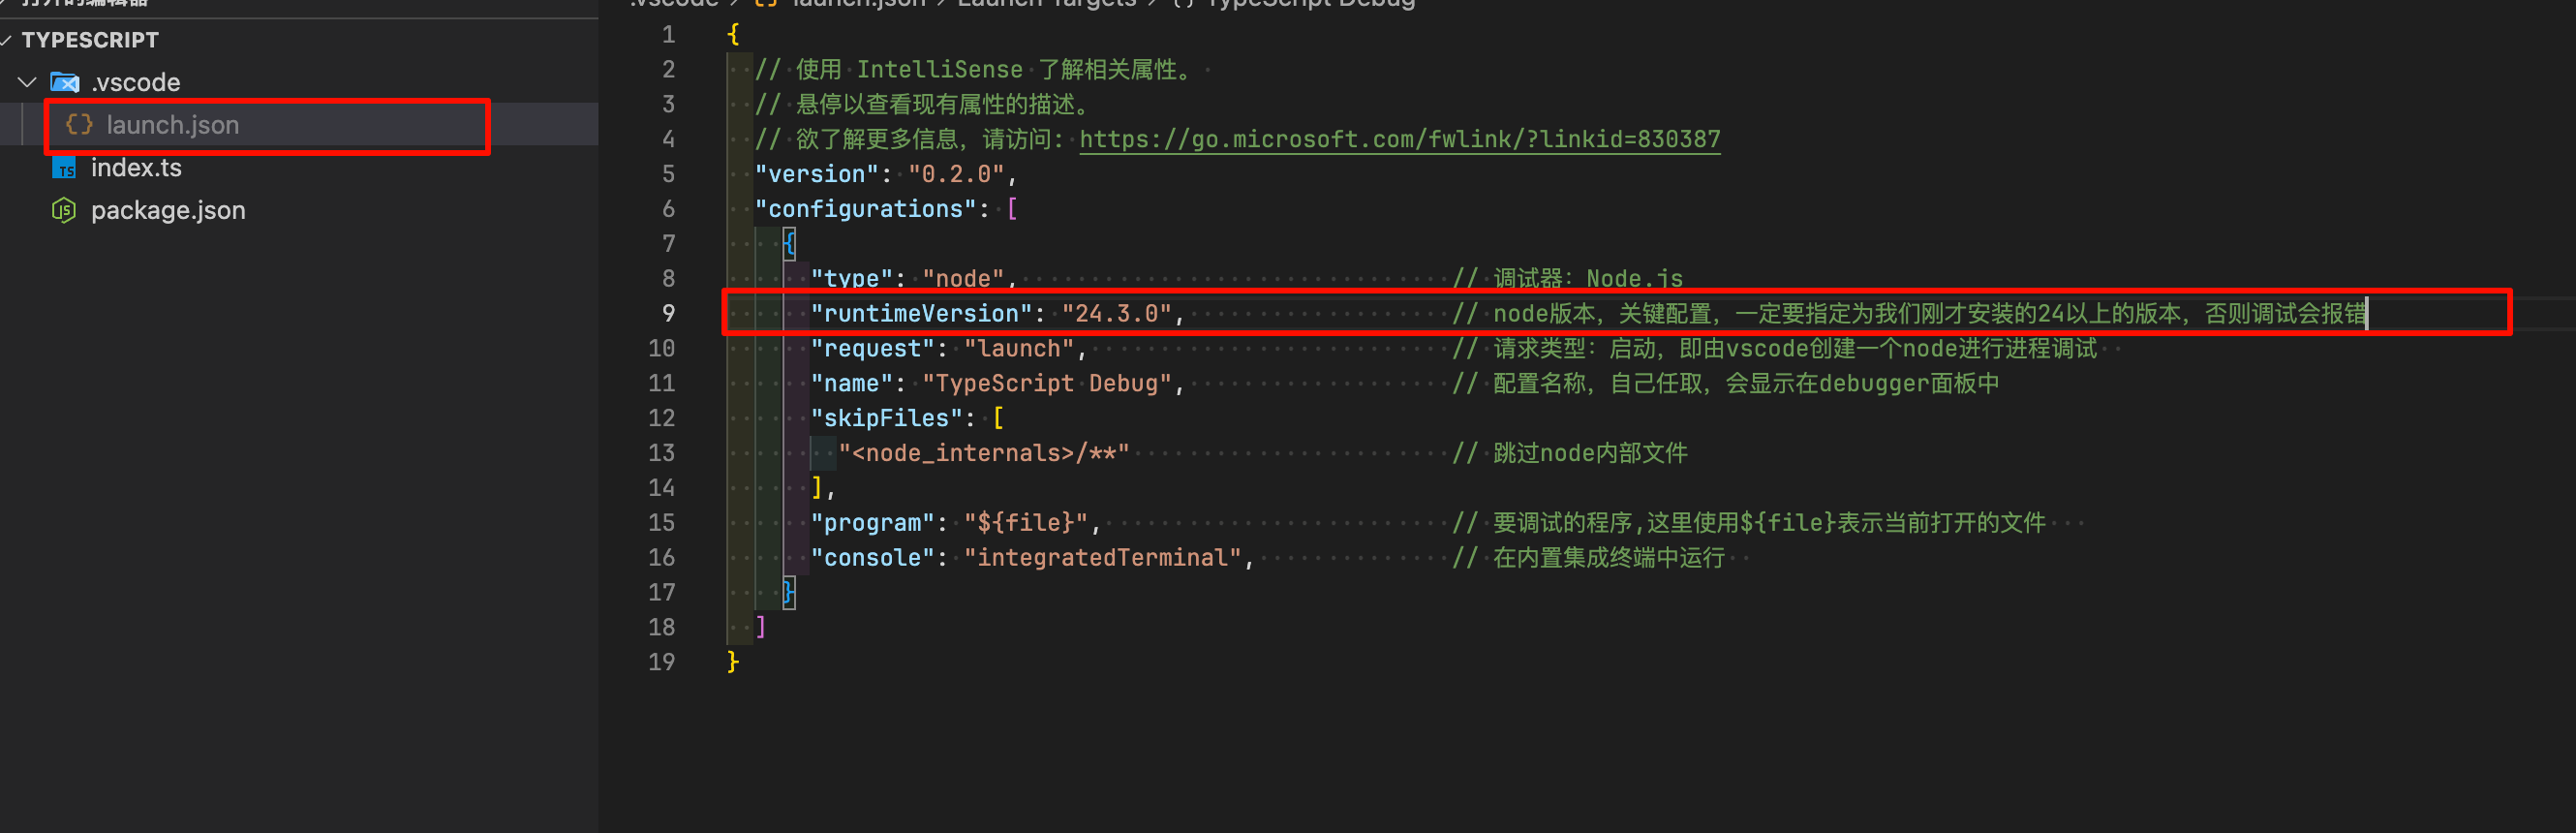 打开的编辑器
TYPESCRIPT
.vscode
launch.json
index.ts
package.json
.vscode > {} launch.json > Launch Targets > {} TypeScript Debug
1 {
2 // 使用 IntelliSense 了解相关属性。
3 // 悬停以查看现有属性的描述。
4 // 欲了解更多信息，请访问: https://go.microsoft.com/fwlink/?linkid=830387
5 "version": "0.2.0",
6 "configurations": [
7 {
8 "type": "node", // 调试器：Node.js
9 "runtimeVersion": "24.3.0", // node版本，关键配置，一定要指定为我们刚才安装的24以上的版本，否则调试会报错
10 "request": "launch", // 请求类型：启动，即由vscode创建一个node进行进程调试
11 "name": "TypeScript Debug", // 配置名称，自己任取，会显示在debugger面板中
12 "skipFiles": [
13 "<node_internals>/**" // 跳过node内部文件
14 ],
15 "program": "${file}", // 要调试的程序,这里使用${file}表示当前打开的文件
16 "console": "integratedTerminal", // 在内置集成终端中运行
17 }
18 ]
19 }